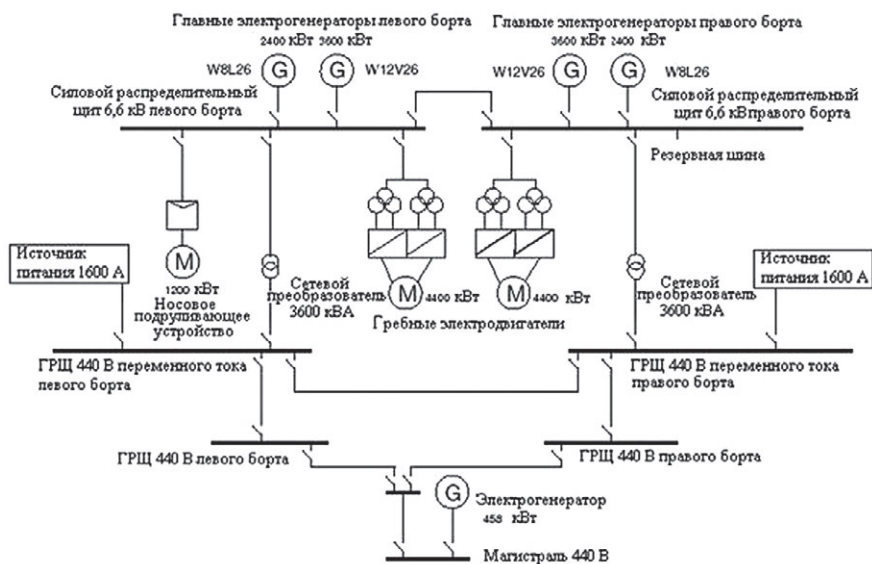 Главные электрогенераторы левого борта
2400 кВт 3600 кВт
Главные электрогенераторы правого борта
3600 кВт 2400 кВт
W8L26 G G W12V26
W12V26 G G W8L26
Силовой распределительный
щит 6,6 кВ левого борта
Силовой распределительный
щит 6,6 кВ правого борта
Резервная шина
Источник
питания 1600 А
M
1200 кВт
Носовое
подруливающее
устройство
Сетевой
преобразователь
3600 кВА
M 4400 кВт
M 4400 кВт
Гребные электродвигатели
Сетевой
преобразователь
3600 кВА
Источник
питания 1600 А
ГРЩ 440 В переменного тока
левого борта
ГРЩ 440 В переменного тока
правого борта
ГРЩ 440 В левого борта
ГРЩ 440 В правого борта
G Электрогенератор
458 кВт
Магистраль 440 В